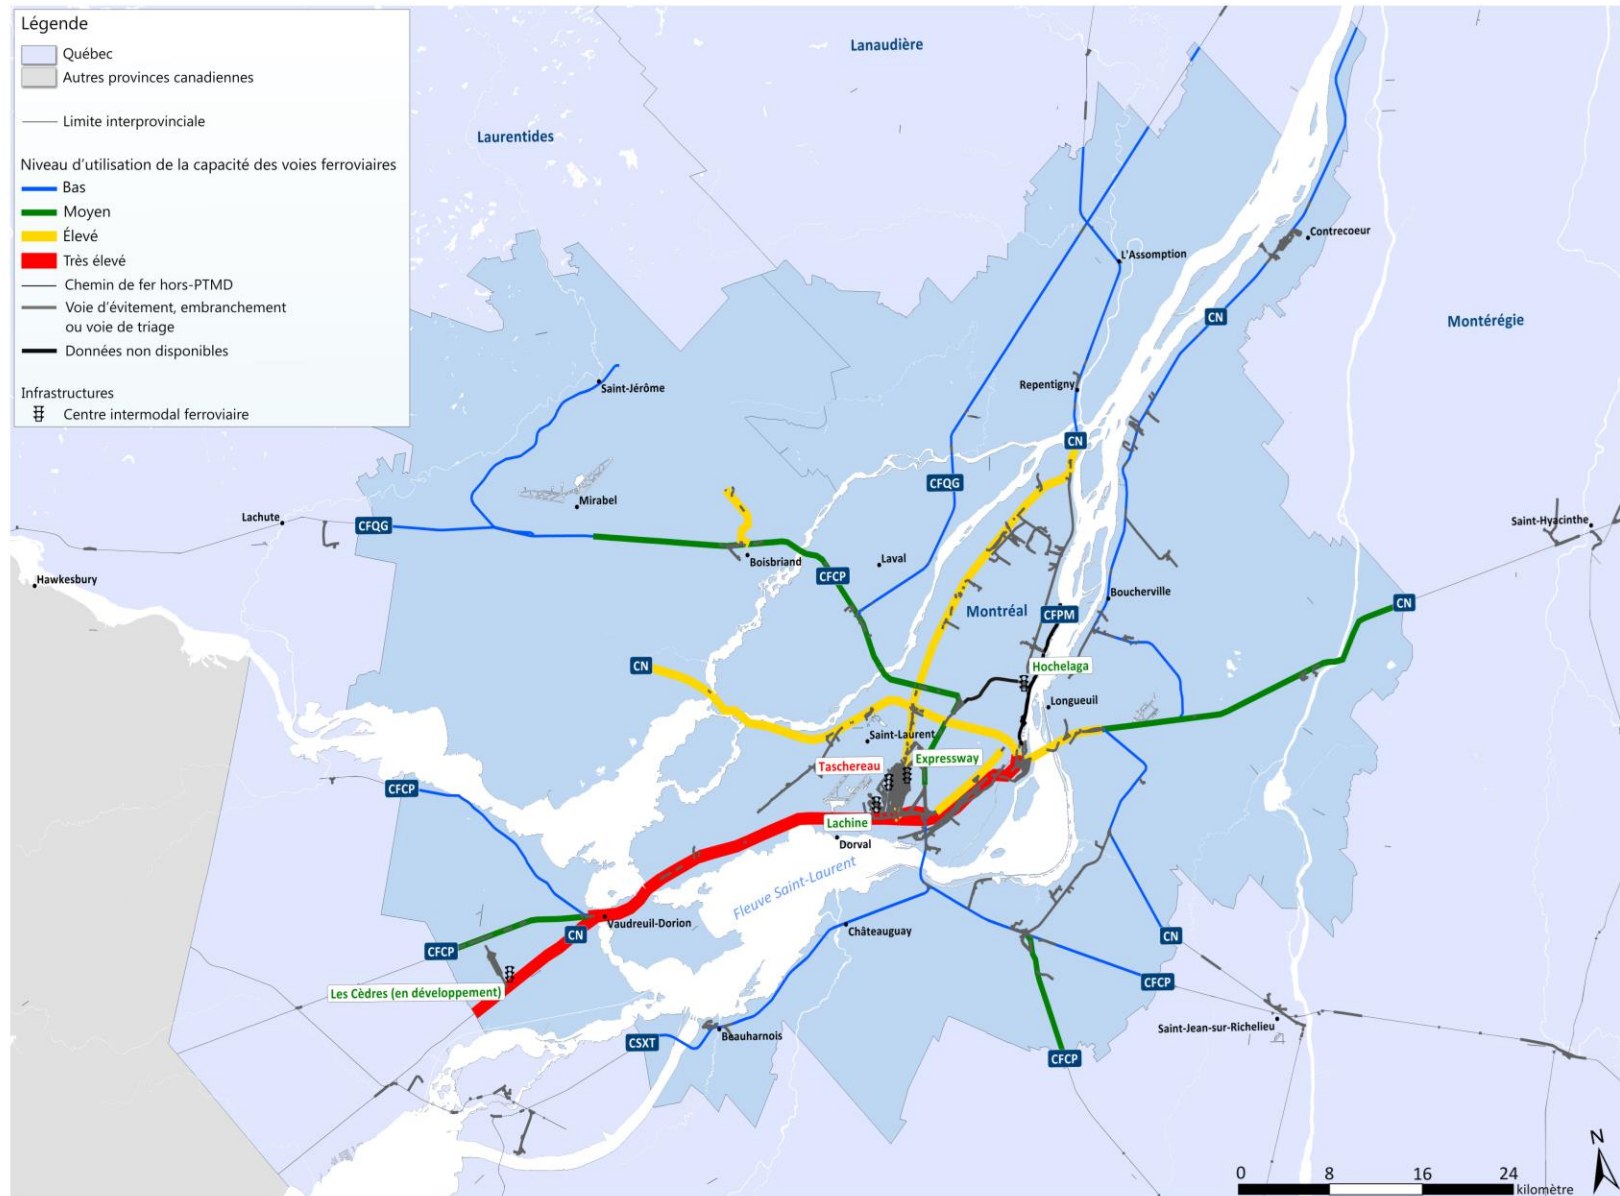 Légende
Québec
Autres provinces canadiennes
Limite interprovinciale
Niveau d'utilisation de la capacité des voies ferroviaires
Bas
Moyen
Élevé
Très élevé
Chemin de fer hors-PTMD
Voie d'évitement, embranchement
ou voie de triage
Données non disponibles
Infrastructures
Centre intermodal ferroviaire
Lanaudière
Laurentides
Contrecoeur
L'Assomption
CN
Montérégie
Saint-Jérôme
Repentigny
CN
CFQG
Mirabel
Lachute
CFQG
Saint-Hyacinthe
Boisbriand
Laval
CFCP
Hawkesbury
Boucherville
CN
Montréal
CFPM
CN
Hochelaga
Longueuil
Saint-Laurent
Expressway
Taschereau
CFCP
Lachine
Dorval
Fleuve Saint-Laurent
Vaudreuil-Dorion
CN
Châteauguay
CN
CFCP
CFCP
Les Cèdres (en développement)
Saint-Jean-sur-Richelieu
Beauharnois
CSXT
CFCP
N
0 8 16 24
kilomètre